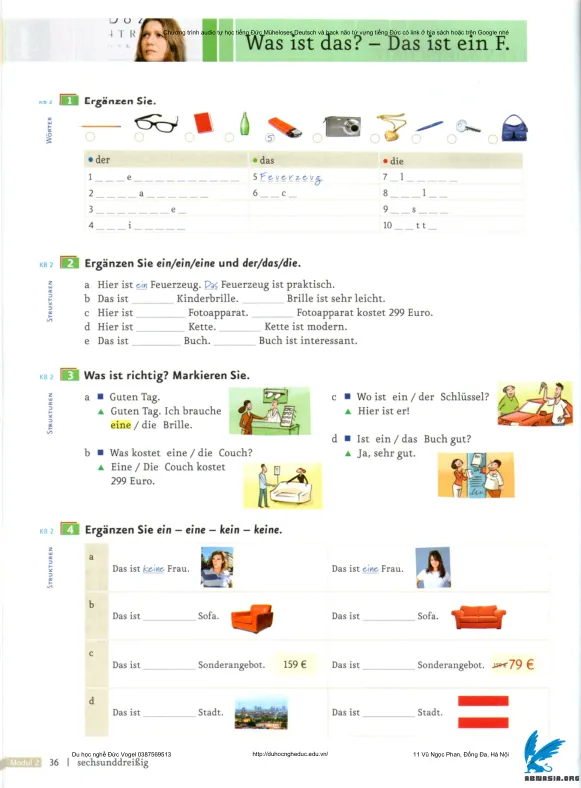 Chương trình audio tự học tiếng Đức Müheloses Deutsch và hack não từ vựng tiếng Đức có link ở bìa sách hoặc trên Google nhé
Was ist das? – Das ist ein F.
KB 2 1 Ergänzen Sie.
WÖRTER
5
der das die
1 _ _ _ e _ _ _ _ _ _ _ _ _ _ 5 Feuerzeug 7 _ l _ _ _ _ _
2 _ _ _ _ a _ _ _ _ _ _ 6 _ _ c _ 8 _ _ _ l _ _
3 _ _ _ _ _ _ _ e _ 9 _ _ s _ _ _
4 _ _ _ i _ _ _ _ _ 10 _ _ t t _
KB 2 2 Ergänzen Sie ein/ein/eine und der/das/die.
STRUKTUREN
a Hier ist ein Feuerzeug. Das Feuerzeug ist praktisch.
b Das ist ________ Kinderbrille. ________ Brille ist sehr leicht.
c Hier ist ________ Fotoapparat. ________ Fotoapparat kostet 299 Euro.
d Hier ist ________ Kette. ________ Kette ist modern.
e Das ist ________ Buch. ________ Buch ist interessant.
KB 2 3 Was ist richtig? Markieren Sie.
STRUKTUREN
a ■ Guten Tag.
▲ Guten Tag. Ich brauche
eine / die Brille.
b ■ Was kostet eine / die Couch?
▲ Eine / Die Couch kostet
299 Euro.
c ■ Wo ist ein / der Schlüssel?
▲ Hier ist er!
d ■ Ist ein / das Buch gut?
▲ Ja, sehr gut.
KB 2 4 Ergänzen Sie ein – eine – kein – keine.
STRUKTUREN
a
Das ist keine Frau. Das ist eine Frau.
b
Das ist ________ Sofa. Das ist ________ Sofa.
c
Das ist ________ Sonderangebot. 159 € Das ist ________ Sonderangebot. 159 € 79 €
d
Das ist ________ Stadt. Das ist ________ Stadt.
Du học nghề Đức Vogel 0387569513 http://duhocngheduc.edu.vn/ 11 Vũ Ngọc Phan, Đống Đa, Hà Nội
Modul 2 36 | sechsunddreißig
ABMASIA.ORG